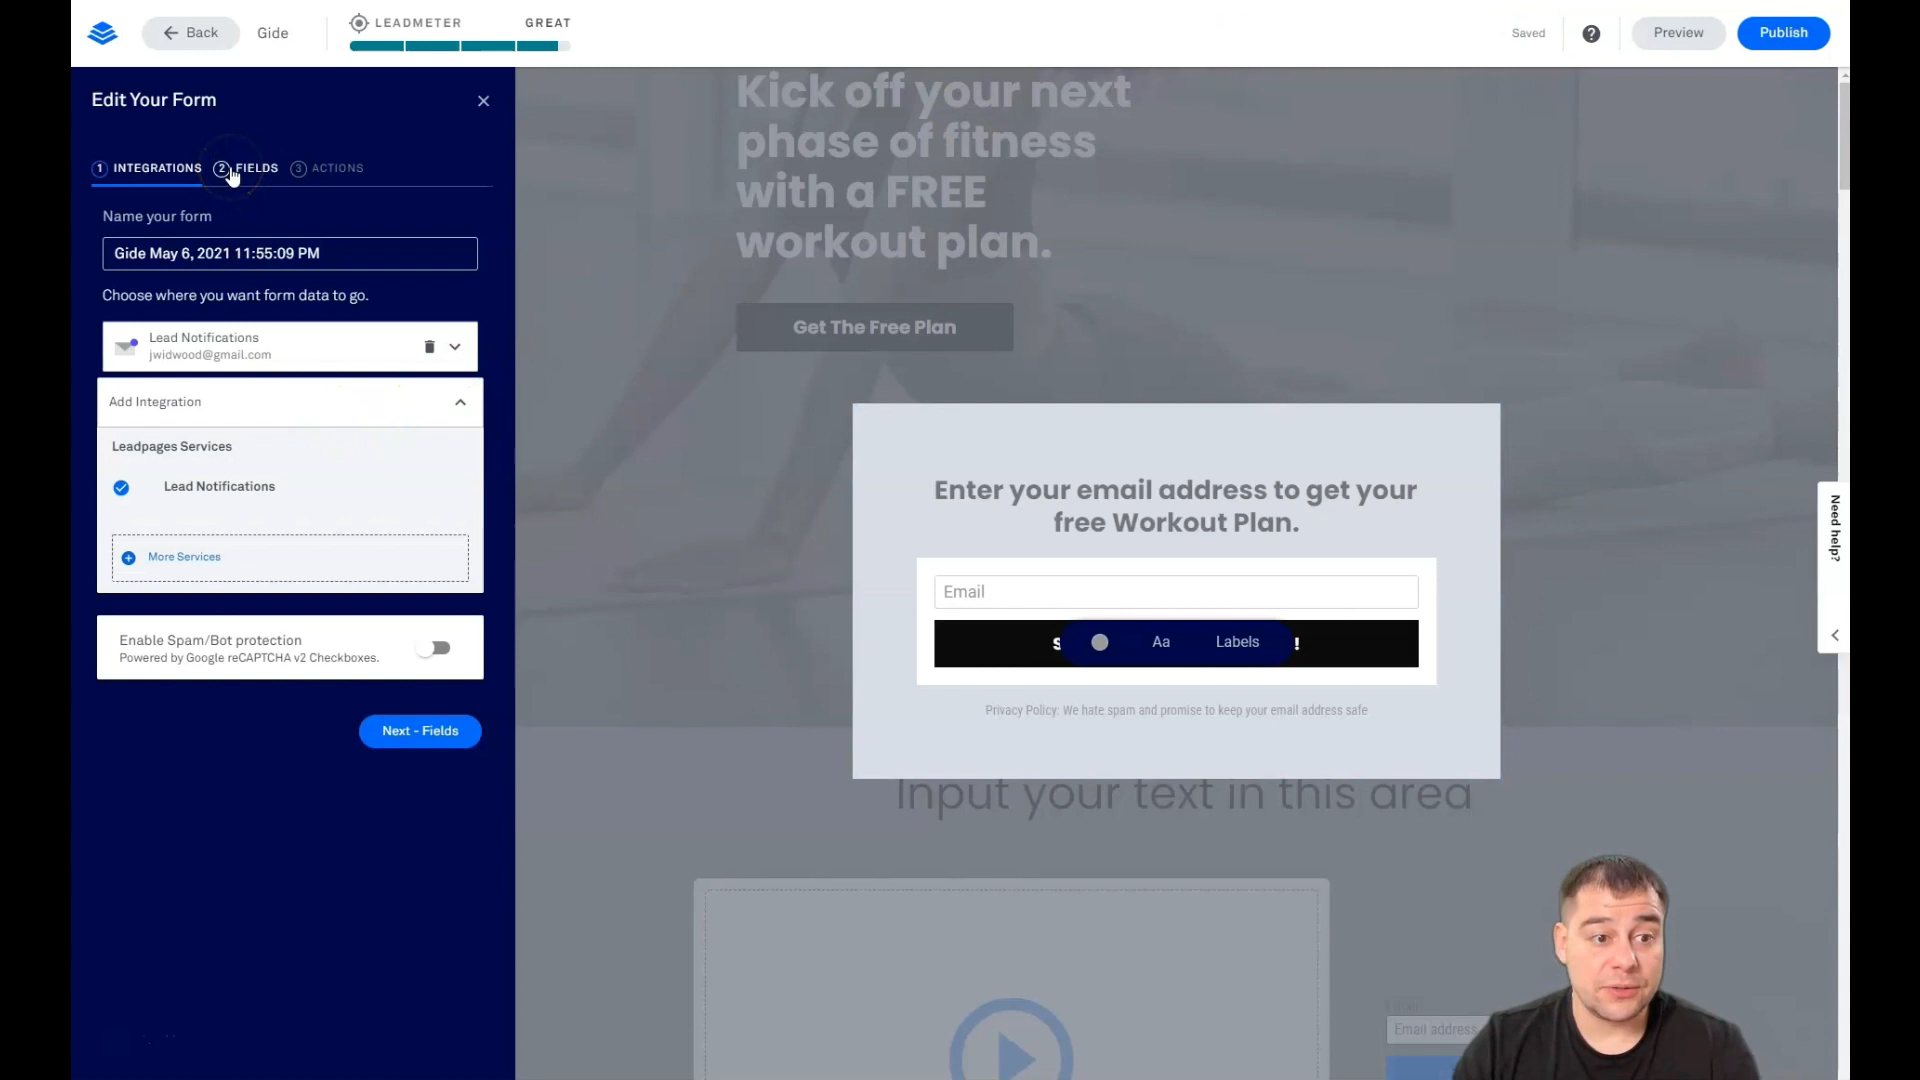 Back
Gide
LEADMETER
GREAT
Saved
?
Preview
Publish
Edit Your Form
1 INTEGRATIONS
2 FIELDS
3 ACTIONS
Name your form
Gide May 6, 2021 11:55:09 PM
Choose where you want form data to go.
Lead Notifications
jwidwood@gmail.com
Add Integration
Leadpages Services
Lead Notifications
More Services
Enable Spam/Bot protection
Powered by Google reCAPTCHA v2 Checkboxes.
Next - Fields
Kick off your next
phase of fitness
with a FREE
workout plan.
Get The Free Plan
Enter your email address to get your
free Workout Plan.
Email
Aa
Labels
!
Privacy Policy: We hate spam and promise to keep your email address safe
Input your text in this area
Email address
Need help?